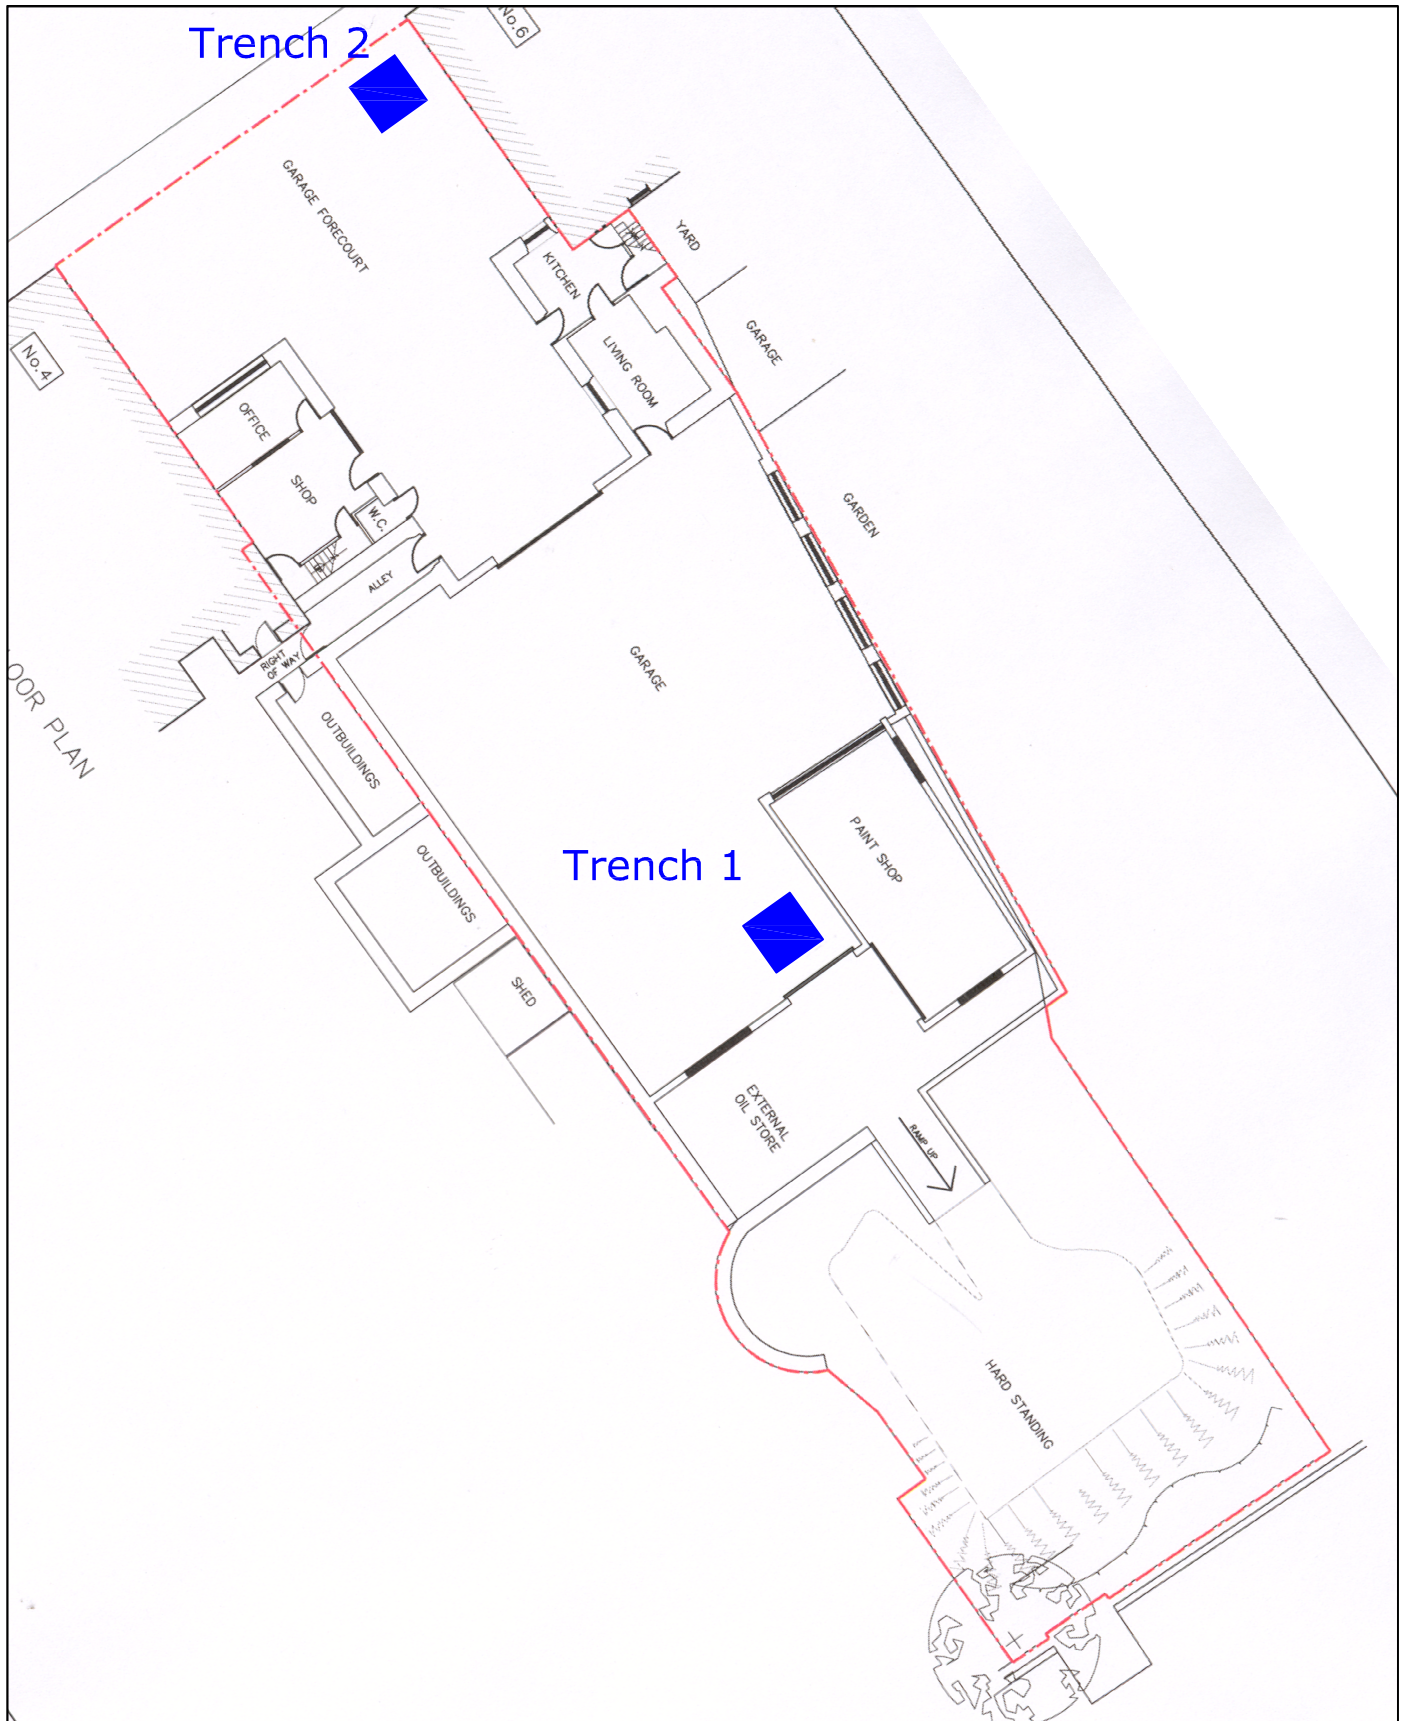 No.6
Trench 2
GARAGE FORECOURT
YARD
KITCHEN
GARAGE
LIVING ROOM
No.4
OFFICE
SHOP
W.C.
GARDEN
ALLEY
RIGHT
OF WAY
GARAGE
OOR PLAN
OUTBUILDINGS
PAINT SHOP
Trench 1
OUTBUILDINGS
SHED
EXTERNAL
OIL STORE
RAMP UP
HARD STANDING